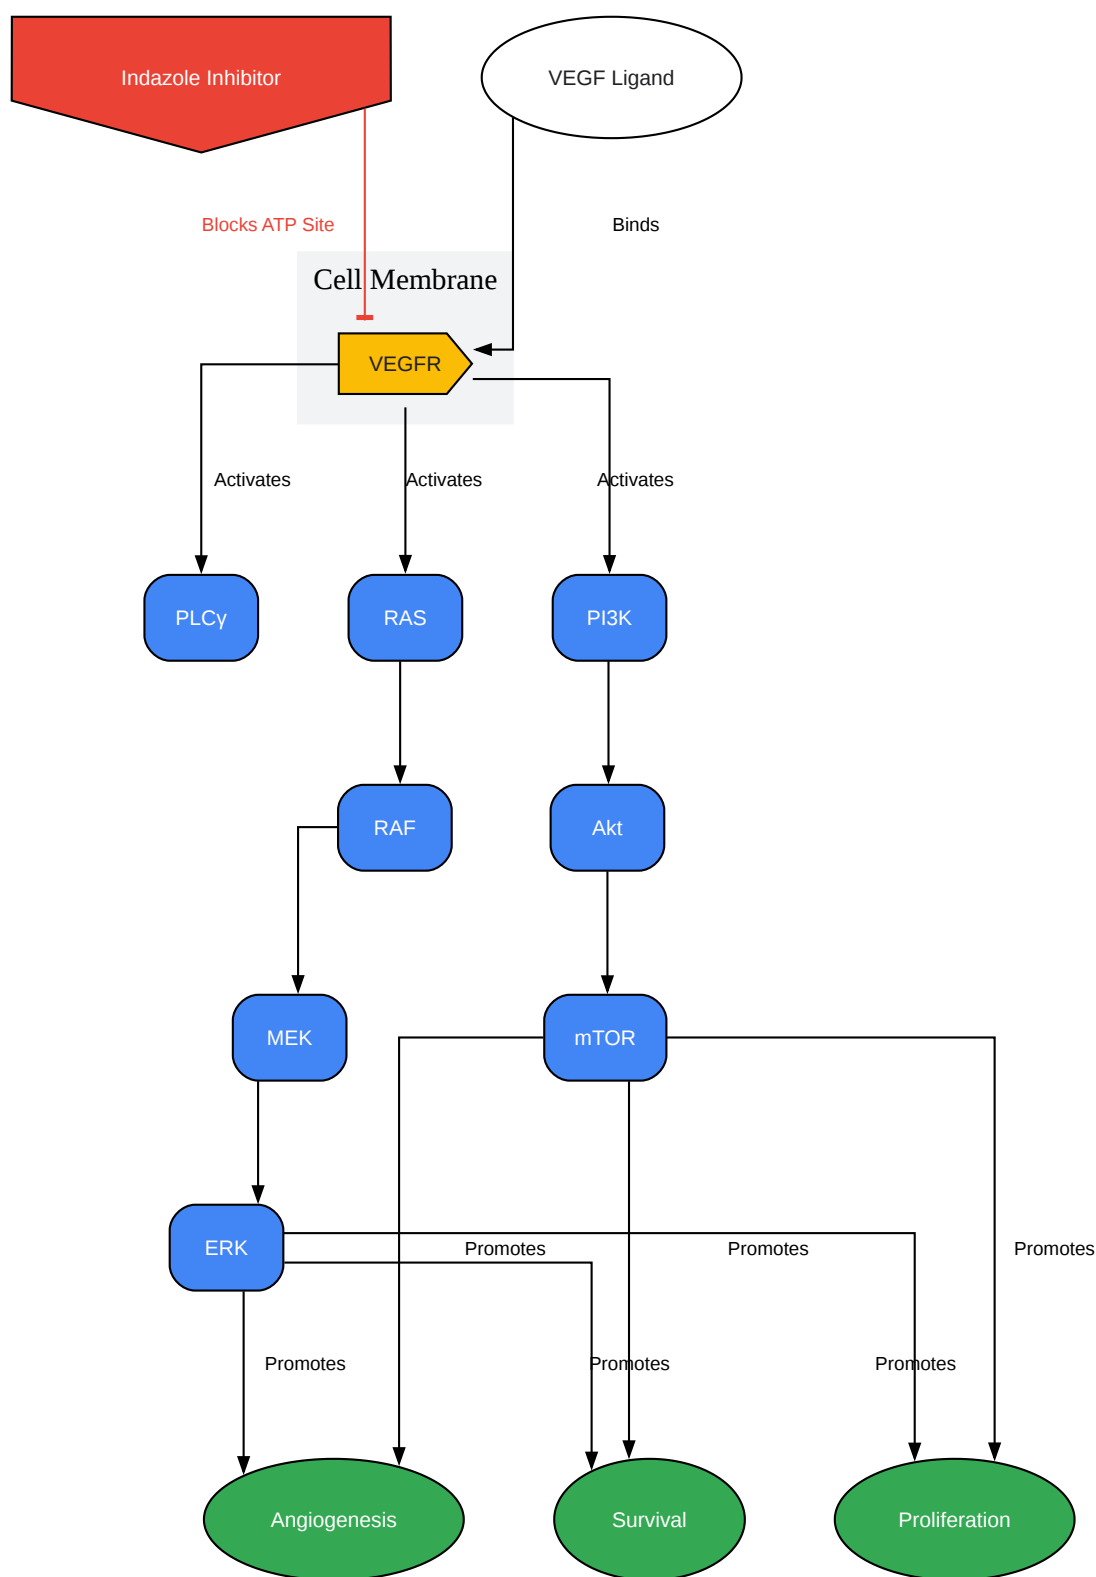 Indazole Inhibitor
VEGF Ligand
Blocks ATP Site
Binds
Cell Membrane
VEGFR
Activates
Activates
Activates
PLCγ
RAS
PI3K
RAF
Akt
MEK
mTOR
ERK
Promotes
Promotes
Promotes
Promotes
Promotes
Promotes
Angiogenesis
Survival
Proliferation